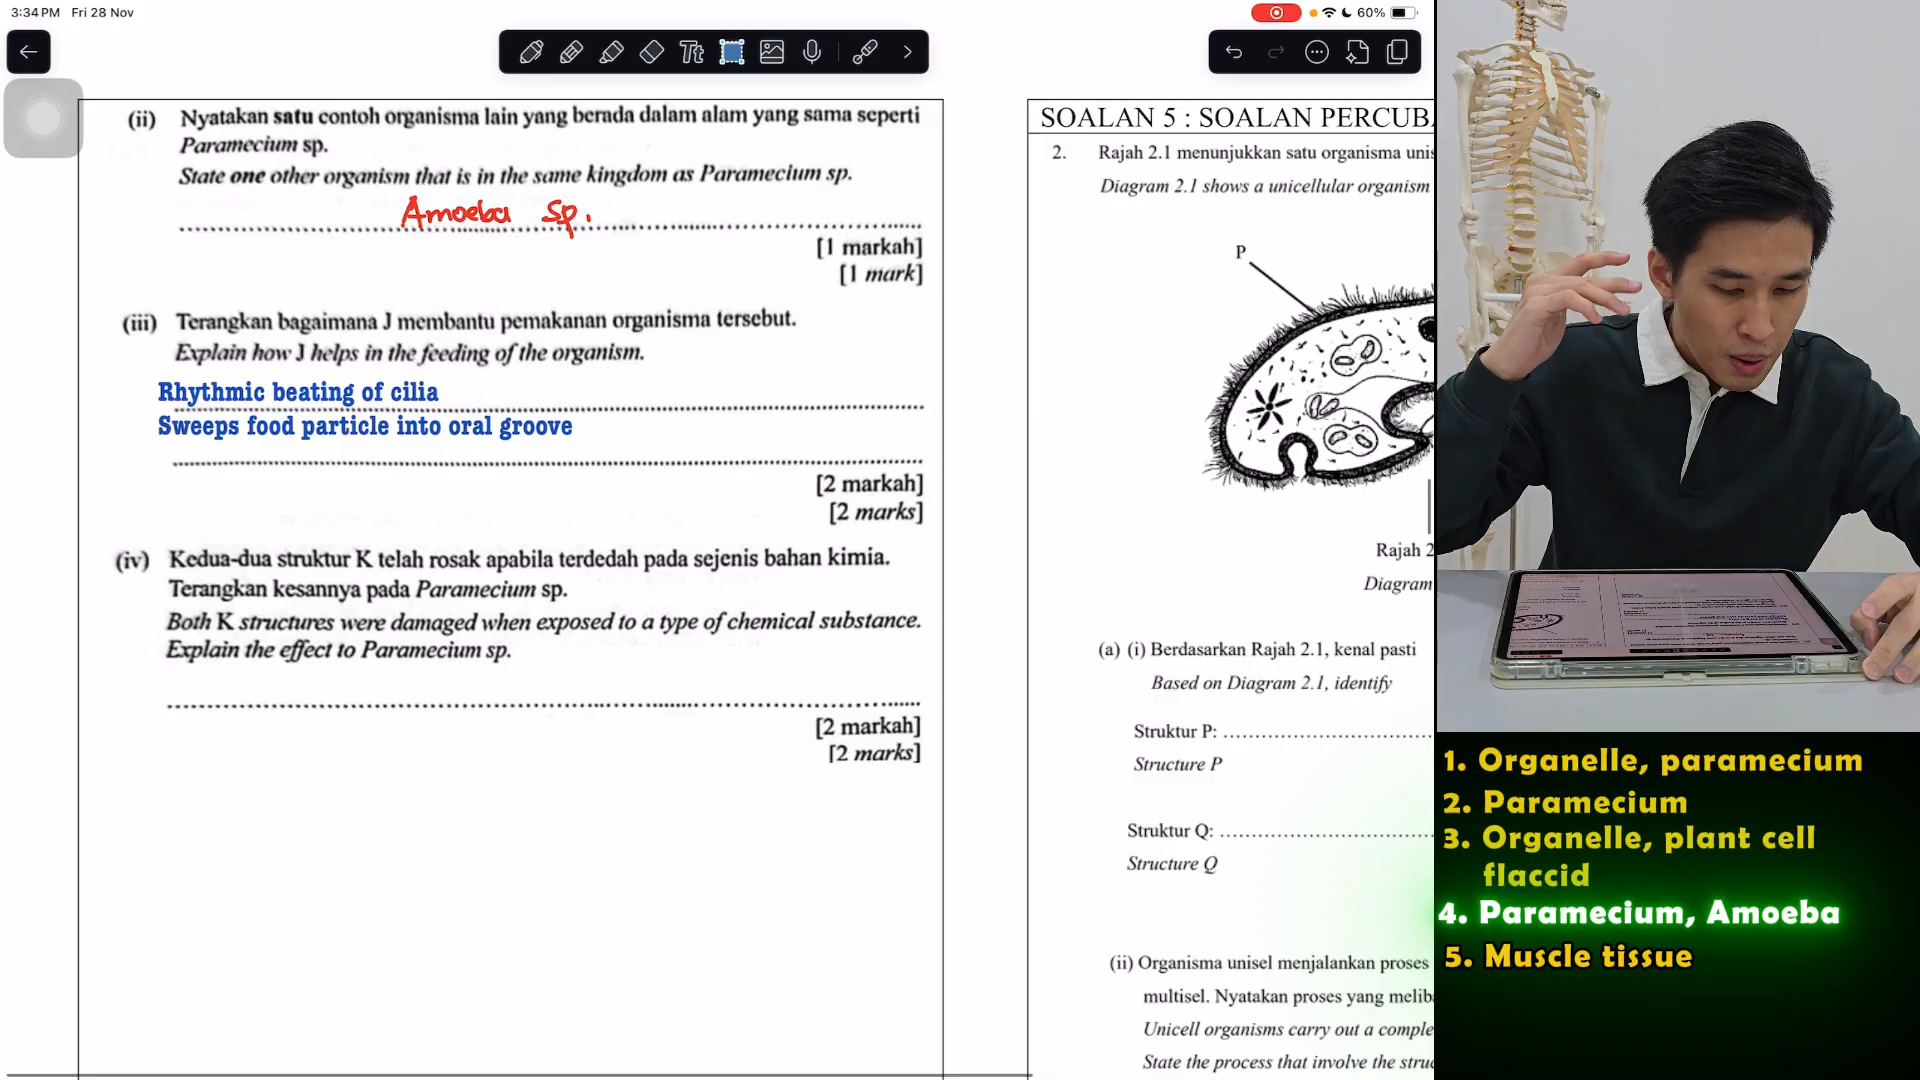 3:34 PM Fri 28 Nov
60%
Tt
(ii) Nyatakan satu contoh organisma lain yang berada dalam alam yang sama seperti
Paramecium sp.
State one other organism that is in the same kingdom as Paramecium sp.
Amoeba sp.
[1 markah]
[1 mark]
(iii) Terangkan bagaimana J membantu pemakanan organisma tersebut.
Explain how J helps in the feeding of the organism.
Rhythmic beating of cilia
Sweeps food particle into oral groove
[2 markah]
[2 marks]
(iv) Kedua-dua struktur K telah rosak apabila terdedah pada sejenis bahan kimia.
Terangkan kesannya pada Paramecium sp.
Both K structures were damaged when exposed to a type of chemical substance.
Explain the effect to Paramecium sp.
[2 markah]
[2 marks]
SOALAN 5 : SOALAN PERCUB
2. Rajah 2.1 menunjukkan satu organisma unis
Diagram 2.1 shows a unicellular organism
P
Rajah 2
Diagram
(a) (i) Berdasarkan Rajah 2.1, kenal pasti
Based on Diagram 2.1, identify
Struktur P:
Structure P
Struktur Q:
Structure Q
(ii) Organisma unisel menjalankan proses
multisel. Nyatakan proses yang melib
Unicell organisms carry out a comple
State the process that involve the stru
1. Organelle, paramecium
2. Paramecium
3. Organelle, plant cell
flaccid
4. Paramecium, Amoeba
5. Muscle tissue